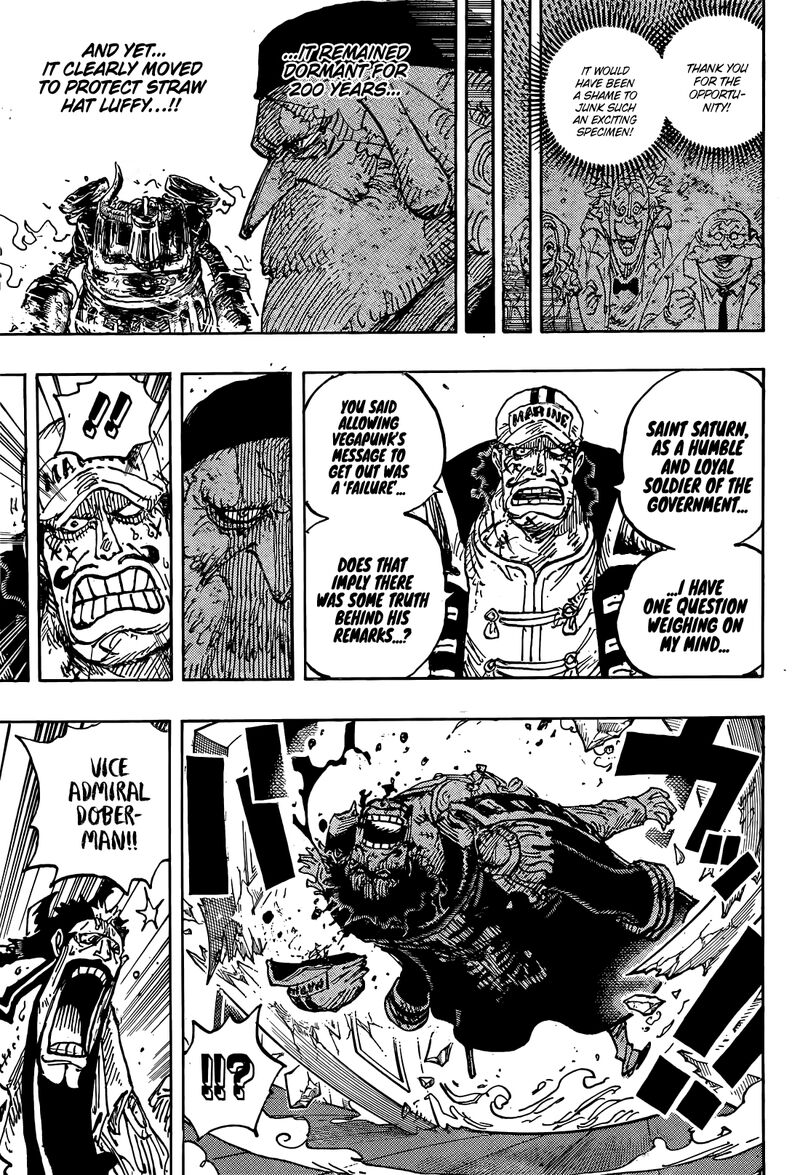 THANK YOU
FOR THE
OPPORTU-
NITY!
IT WOULD
HAVE BEEN
A SHAME TO
JUNK SUCH
AN EXCITING
SPECIMEN!
...IT REMAINED
DORMANT FOR
200 YEARS...
AND YET...
IT CLEARLY MOVED
TO PROTECT STRAW
HAT LUFFY...!!
SAINT SATURN,
AS A HUMBLE
AND LOYAL
SOLDIER OF THE
GOVERNMENT...
...I HAVE
ONE QUESTION
WEIGHING ON
MY MIND...
MARINE
YOU SAID
ALLOWING
VEGAPUNK'S
MESSAGE TO
GET OUT WAS
A 'FAILURE'...
DOES THAT
IMPLY THERE
WAS SOME TRUTH
BEHIND HIS
REMARKS...?
!!
MA
!!?
VICE
ADMIRAL
DOBER-
MAN!!